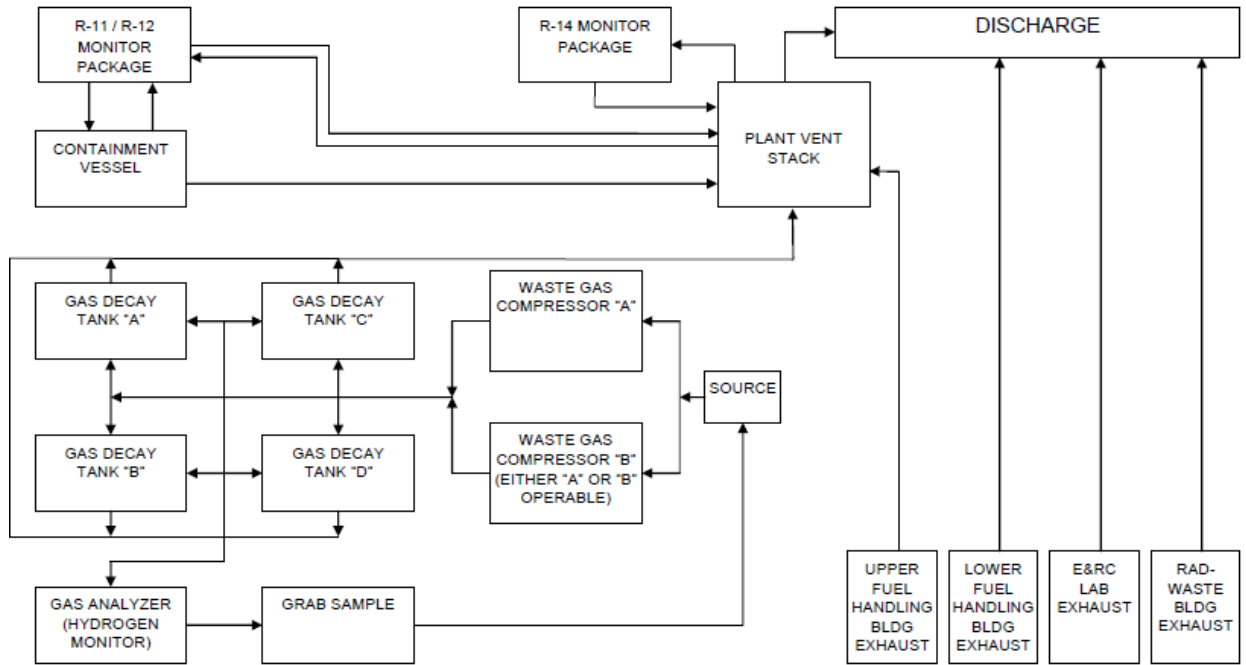 R-11 / R-12
MONITOR
PACKAGE
R-14 MONITOR
PACKAGE
DISCHARGE
CONTAINMENT
VESSEL
PLANT VENT
STACK
GAS DECAY
TANK "A"
GAS DECAY
TANK "C"
WASTE GAS
COMPRESSOR "A"
SOURCE
GAS DECAY
TANK "B"
GAS DECAY
TANK "D"
WASTE GAS
COMPRESSOR "B"
(EITHER "A" OR "B"
OPERABLE)
GAS ANALYZER
(HYDROGEN
MONITOR)
GRAB SAMPLE
UPPER
FUEL
HANDLING
BLDG
EXHAUST
LOWER
FUEL
HANDLING
BLDG
EXHAUST
E&RC
LAB
EXHAUST
RAD-
WASTE
BLDG
EXHAUST